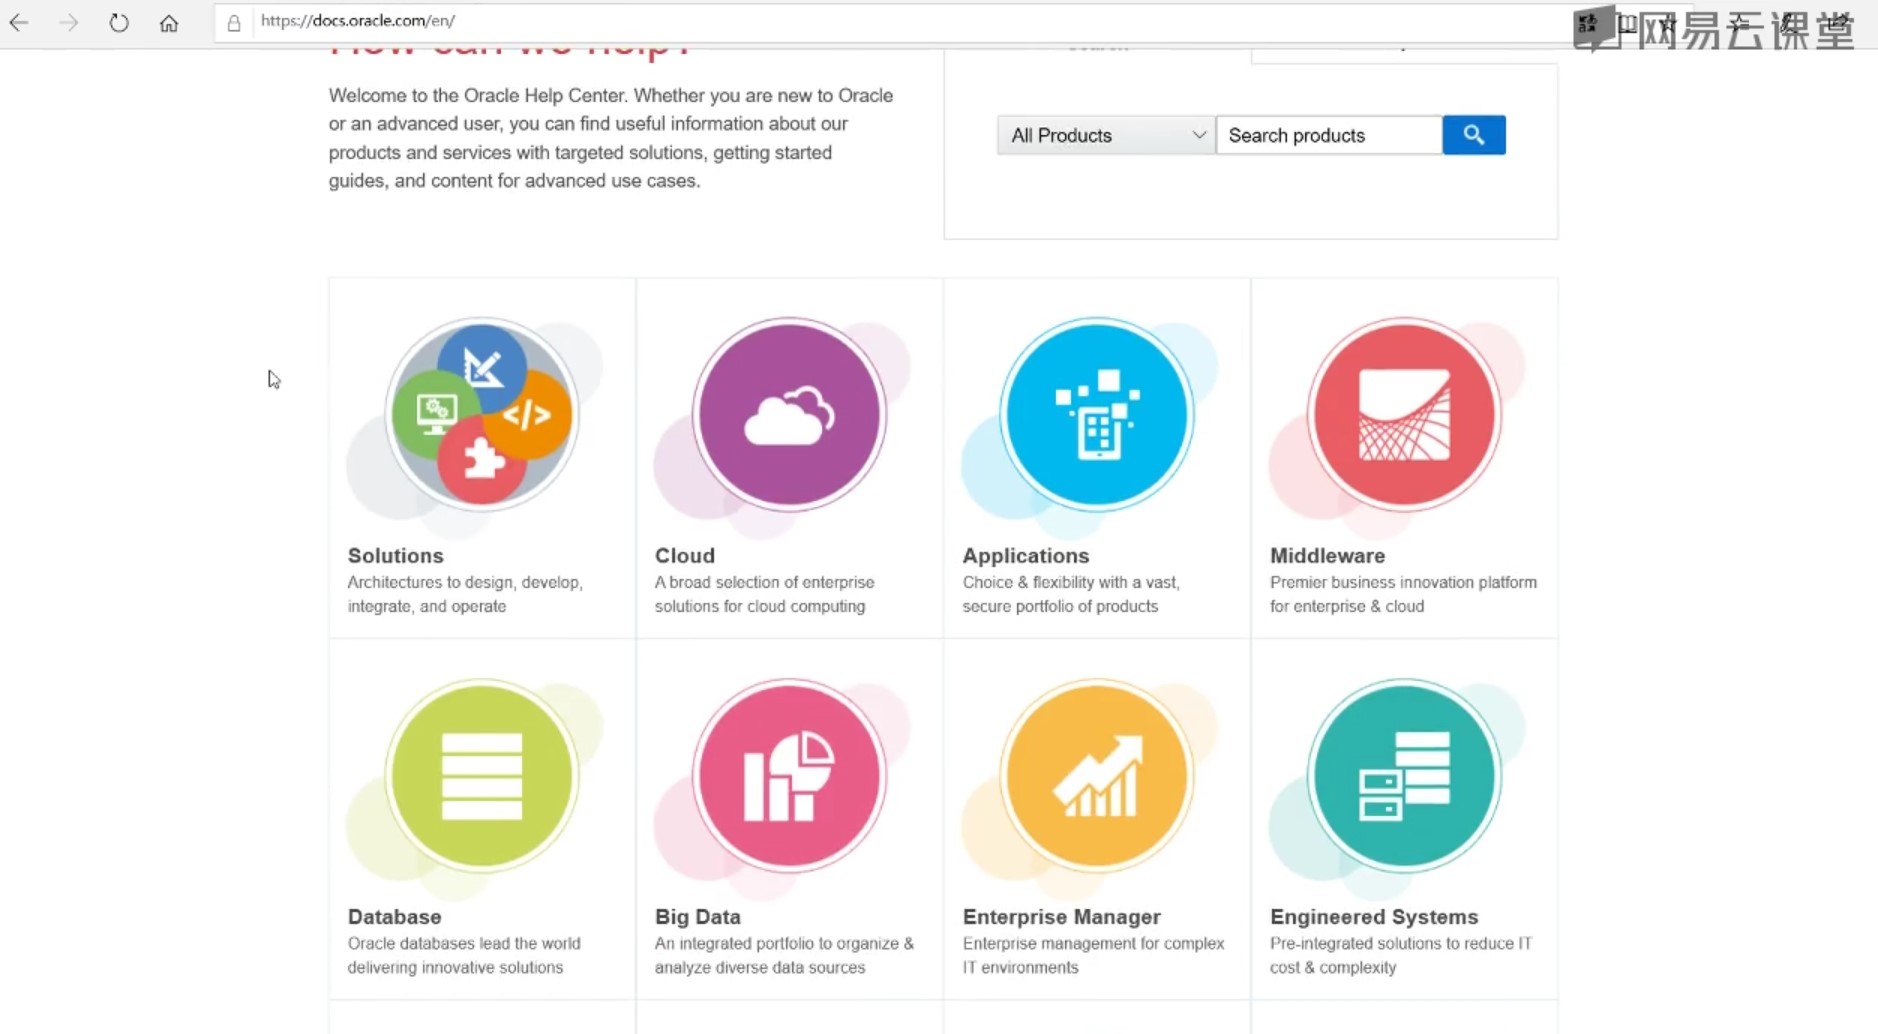 https://docs.oracle.com/en/
网易云课堂
How can we help?
Welcome to the Oracle Help Center. Whether you are new to Oracle
or an advanced user, you can find useful information about our
products and services with targeted solutions, getting started
guides, and content for advanced use cases.
Search
All Products
Search products
</>
Solutions
Architectures to design, develop,
integrate, and operate
Cloud
A broad selection of enterprise
solutions for cloud computing
Applications
Choice & flexibility with a vast,
secure portfolio of products
Middleware
Premier business innovation platform
for enterprise & cloud
Database
Oracle databases lead the world
delivering innovative solutions
Big Data
An integrated portfolio to organize &
analyze diverse data sources
Enterprise Manager
Enterprise management for complex
IT environments
Engineered Systems
Pre-integrated solutions to reduce IT
cost & complexity